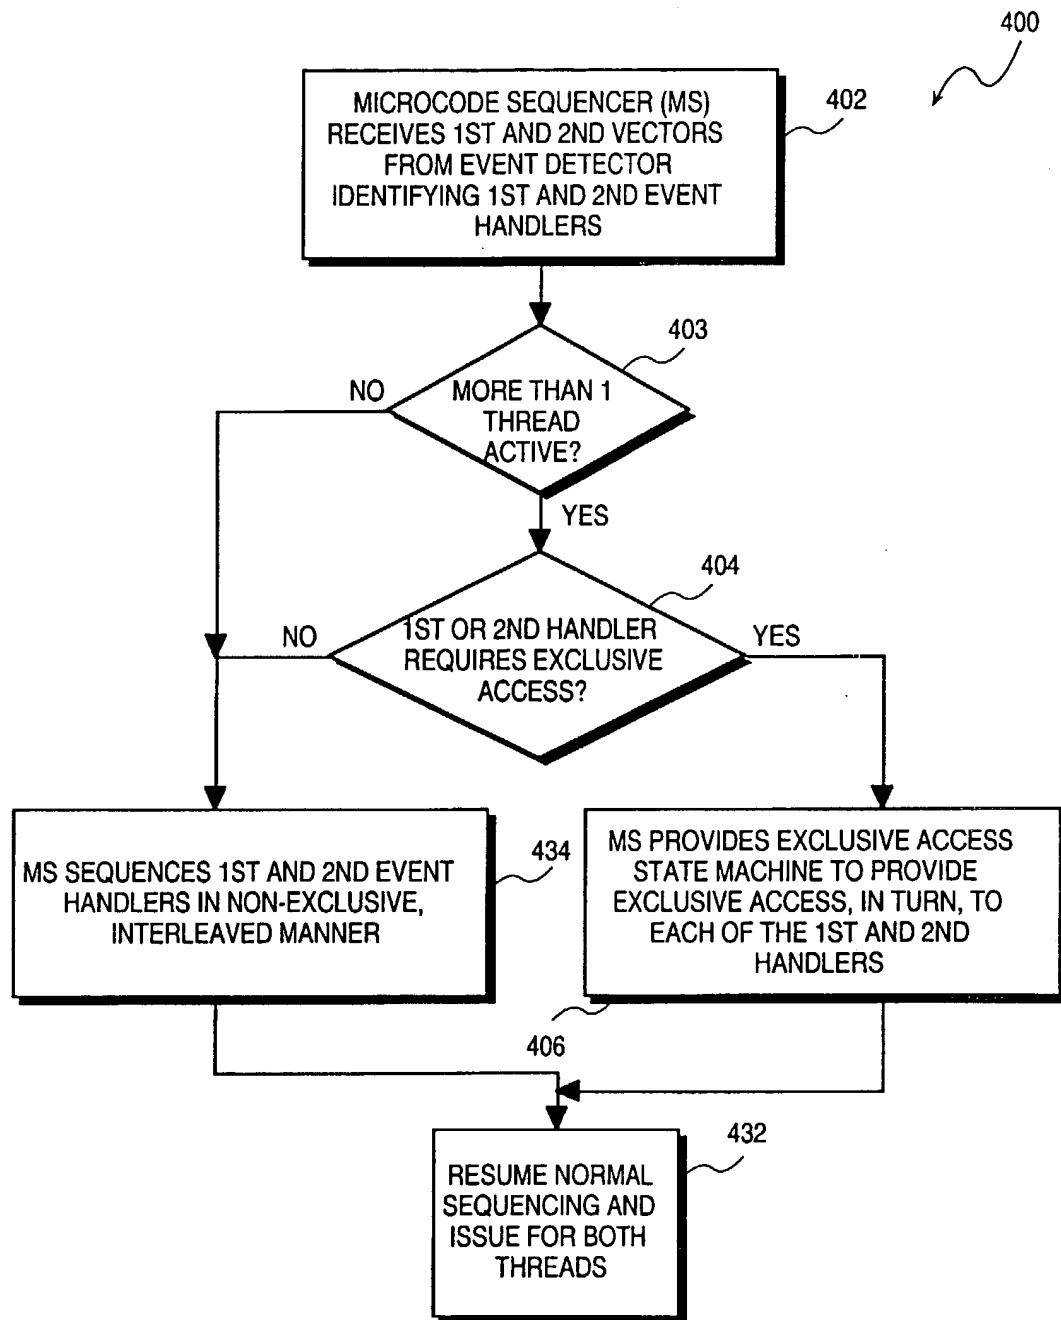 400
MICROCODE SEQUENCER (MS)
RECEIVES 1ST AND 2ND VECTORS
FROM EVENT DETECTOR
IDENTIFYING 1ST AND 2ND EVENT
HANDLERS
402
403
NO
MORE THAN 1
THREAD
ACTIVE?
YES
404
NO
1ST OR 2ND HANDLER
REQUIRES EXCLUSIVE
ACCESS?
YES
MS SEQUENCES 1ST AND 2ND EVENT
HANDLERS IN NON-EXCLUSIVE,
INTERLEAVED MANNER
434
MS PROVIDES EXCLUSIVE ACCESS
STATE MACHINE TO PROVIDE
EXCLUSIVE ACCESS, IN TURN, TO
EACH OF THE 1ST AND 2ND
HANDLERS
406
432
RESUME NORMAL
SEQUENCING AND
ISSUE FOR BOTH
THREADS